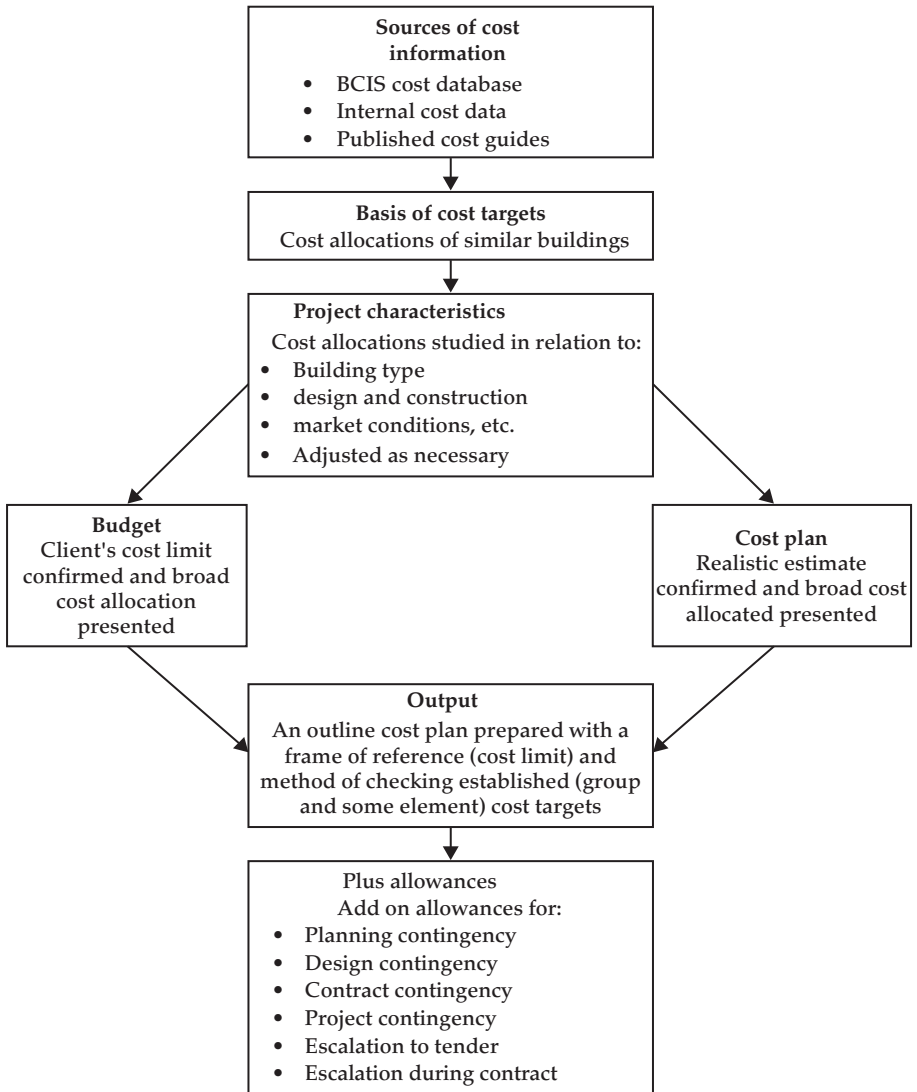 Sources of cost
information
• BCIS cost database
• Internal cost data
• Published cost guides
Basis of cost targets
Cost allocations of similar buildings
Project characteristics
Cost allocations studied in relation to:
• Building type
• design and construction
• market conditions, etc.
• Adjusted as necessary
Budget
Client's cost limit
confirmed and broad
cost allocation
presented
Cost plan
Realistic estimate
confirmed and broad cost
allocated presented
Output
An outline cost plan prepared with a
frame of reference (cost limit) and
method of checking established (group
and some element) cost targets
Plus allowances
Add on allowances for:
• Planning contingency
• Design contingency
• Contract contingency
• Project contingency
• Escalation to tender
• Escalation during contract